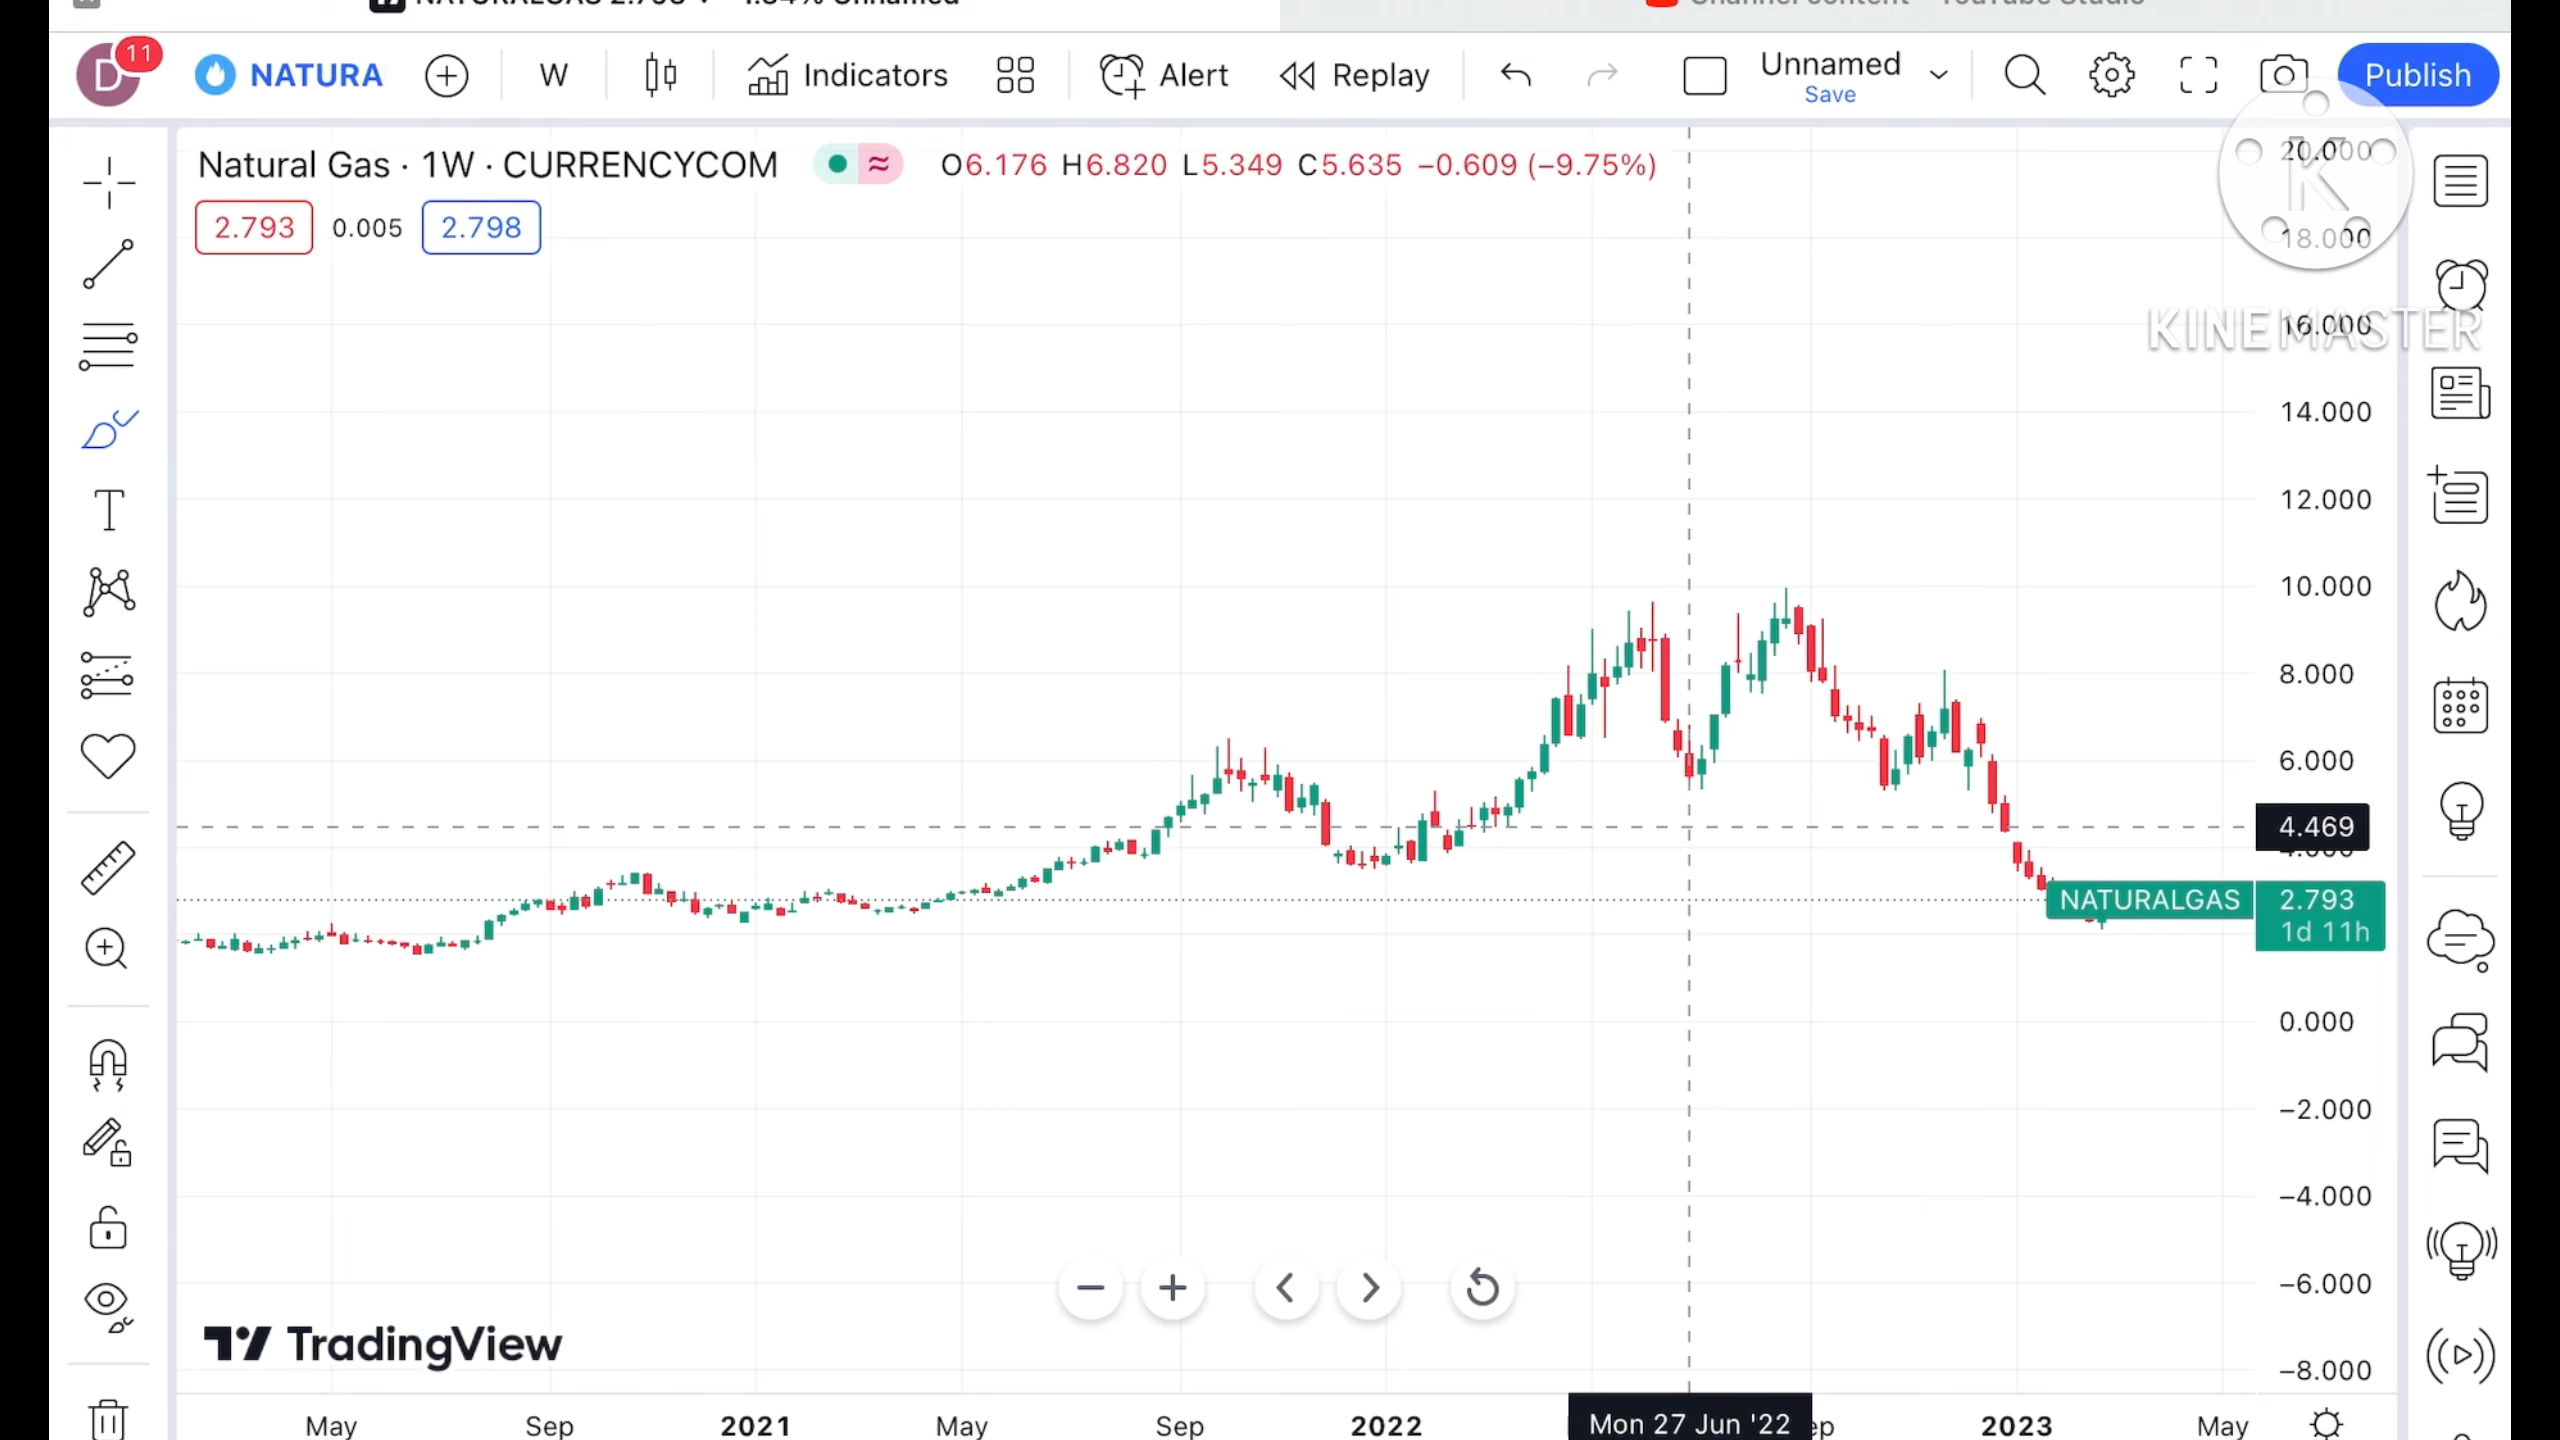 D 11 NATURA W Indicators Alert Replay Unnamed Save Publish
Natural Gas · 1W · CURRENCYCOM O6.176 H6.820 L5.349 C5.635 −0.609 (−9.75%)
2.793 0.005 2.798
20.000
18.000
KINEMASTER
16.000
14.000
12.000
10.000
8.000
6.000
4.469
4.000
NATURALGAS 2.793
1d 11h
0.000
−2.000
−4.000
−6.000
TradingView
−8.000
May Sep 2021 May Sep 2022 Mon 27 Jun '22 2023 May